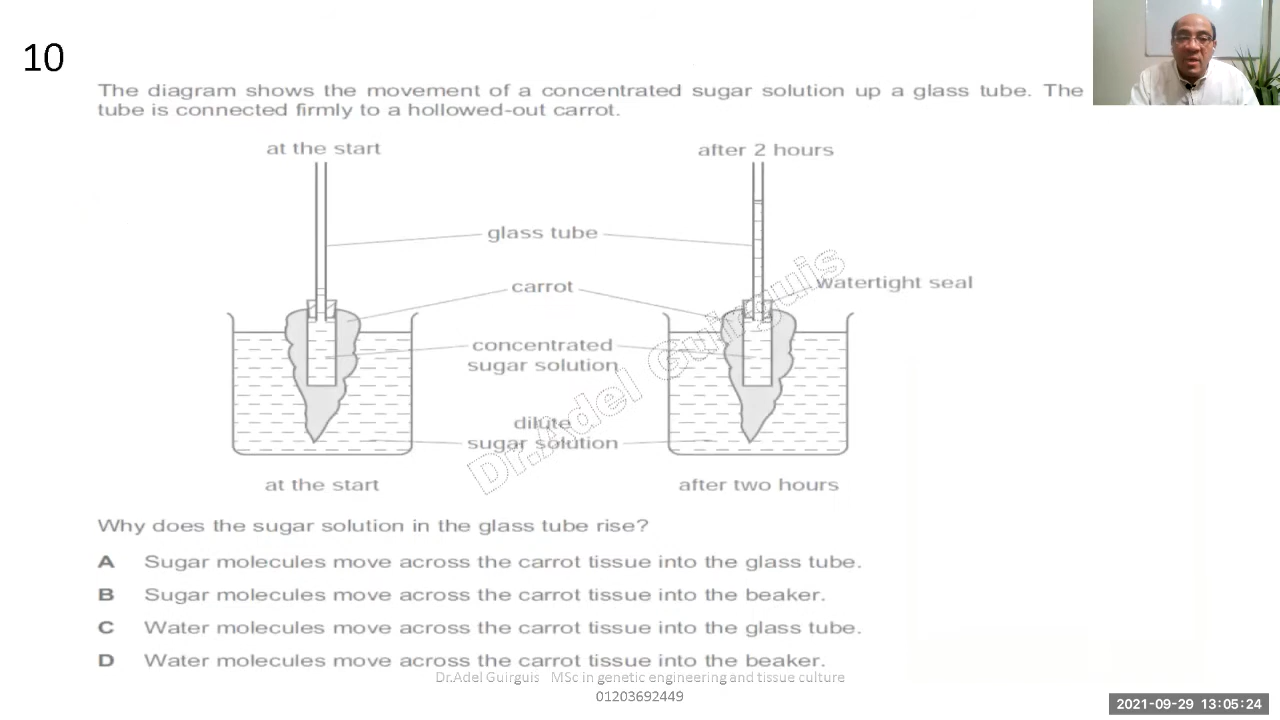 10
The diagram shows the movement of a concentrated sugar solution up a glass tube. The
tube is connected firmly to a hollowed-out carrot.
at the start
after 2 hours
glass tube
carrot
watertight seal
concentrated
sugar solution
dilute
sugar solution
Dr.Adel Guirguis
at the start
after two hours
Why does the sugar solution in the glass tube rise?
A Sugar molecules move across the carrot tissue into the glass tube.
B Sugar molecules move across the carrot tissue into the beaker.
C Water molecules move across the carrot tissue into the glass tube.
D Water molecules move across the carrot tissue into the beaker.
Dr.Adel Guirguis MSc in genetic engineering and tissue culture
01203692449
2021-09-29 13:05:24